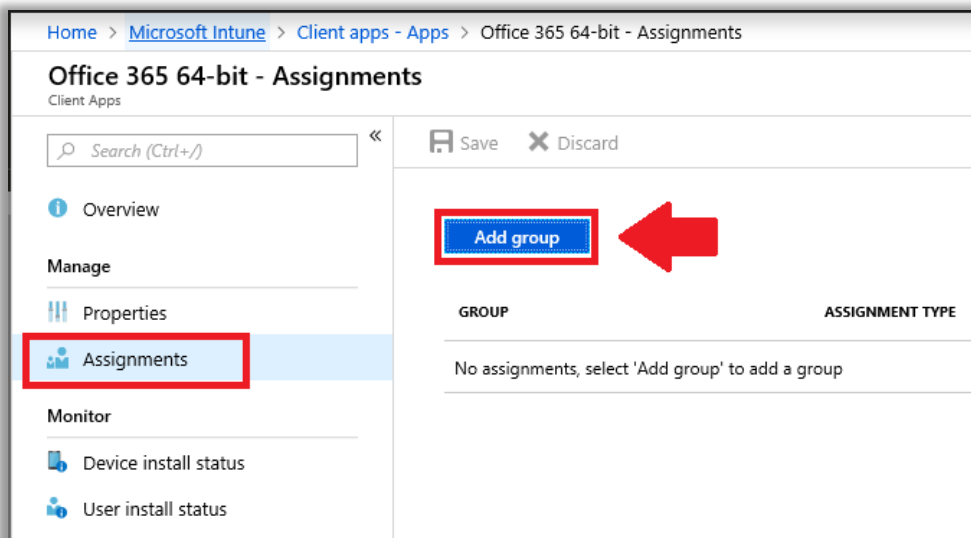 Home > Microsoft Intune > Client apps - Apps > Office 365 64-bit - Assignments
Office 365 64-bit - Assignments
Client Apps
Search (Ctrl+/)
«
Overview
Manage
Properties
Assignments
Monitor
Device install status
User install status
Save Discard
Add group
GROUP ASSIGNMENT TYPE
No assignments, select 'Add group' to add a group